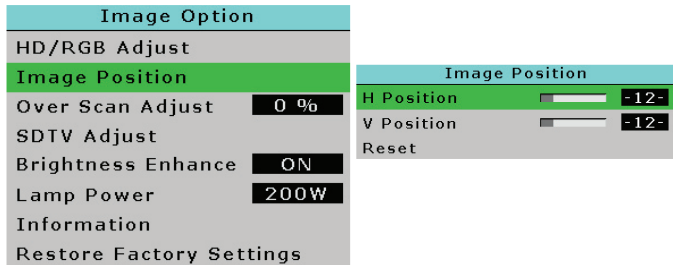 Image Option
HD/RGB Adjust
Image Position
Over Scan Adjust 0 %
SDTV Adjust
Brightness Enhance ON
Lamp Power 200W
Information
Restore Factory Settings
Image Position
H Position -12-
V Position -12-
Reset